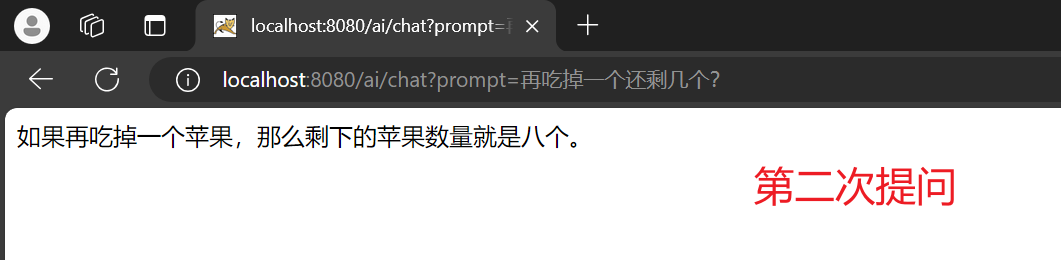 localhost:8080/ai/chat?prompt=
localhost:8080/ai/chat?prompt=再吃掉一个还剩几个?
如果再吃掉一个苹果，那么剩下的苹果数量就是八个。
第二次提问